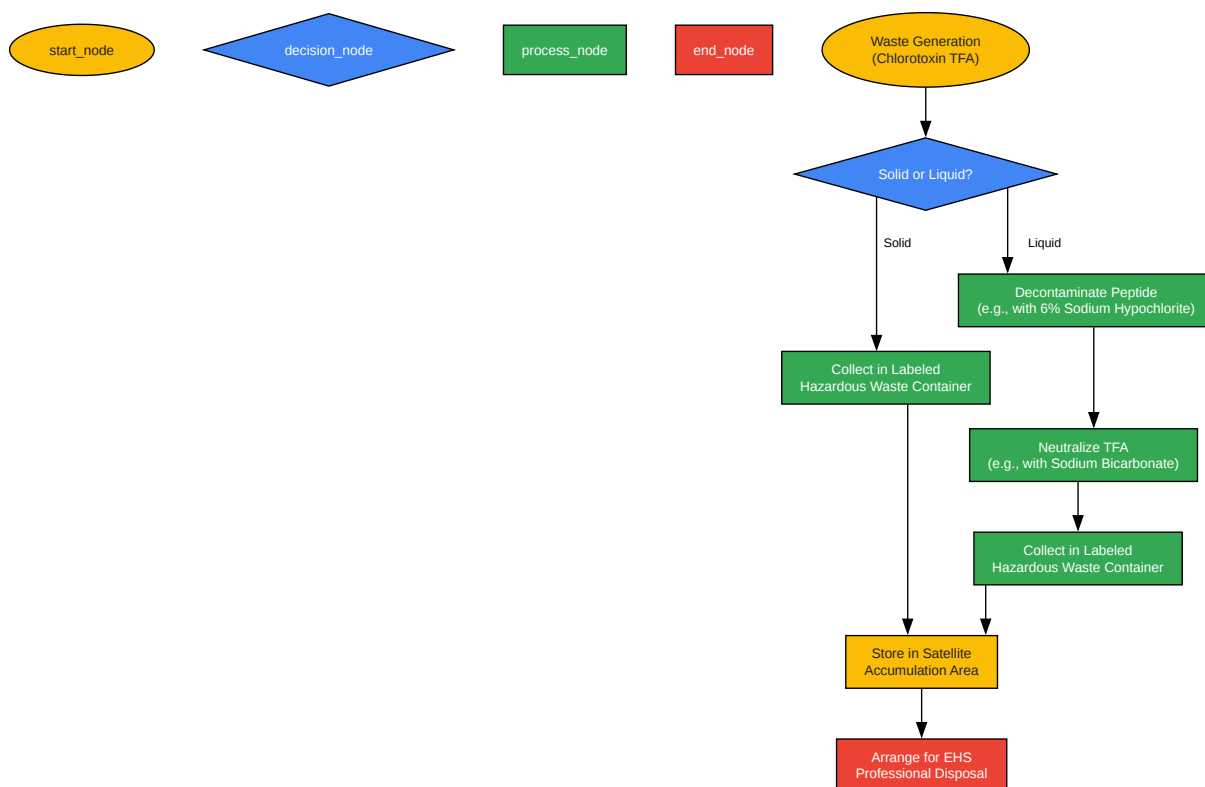 start_node
decision_node
process_node
end_node
Waste Generation
(Chlorotoxin TFA)
Solid or Liquid?
Solid
Liquid
Decontaminate Peptide
(e.g., with 6% Sodium Hypochlorite)
Collect in Labeled
Hazardous Waste Container
Neutralize TFA
(e.g., with Sodium Bicarbonate)
Collect in Labeled
Hazardous Waste Container
Store in Satellite
Accumulation Area
Arrange for EHS
Professional Disposal